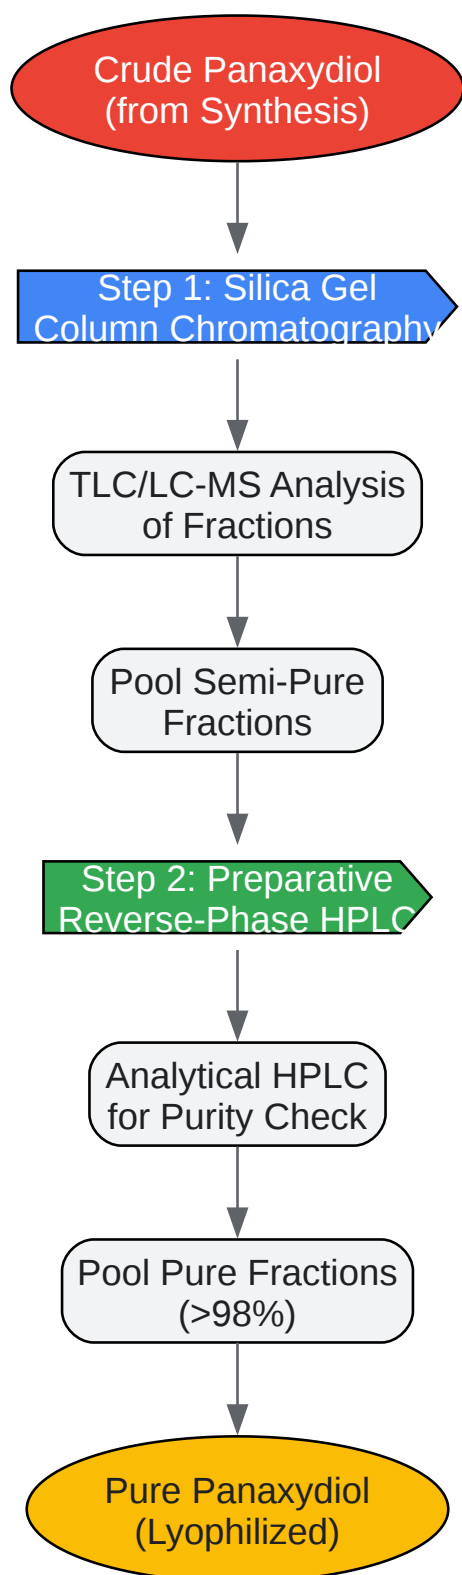 Crude Panaxydiol
(from Synthesis)
Step 1: Silica Gel
Column Chromatography
TLC/LC-MS Analysis
of Fractions
Pool Semi-Pure
Fractions
Step 2: Preparative
Reverse-Phase HPLC
Analytical HPLC
for Purity Check
Pool Pure Fractions
(>98%)
Pure Panaxydiol
(Lyophilized)